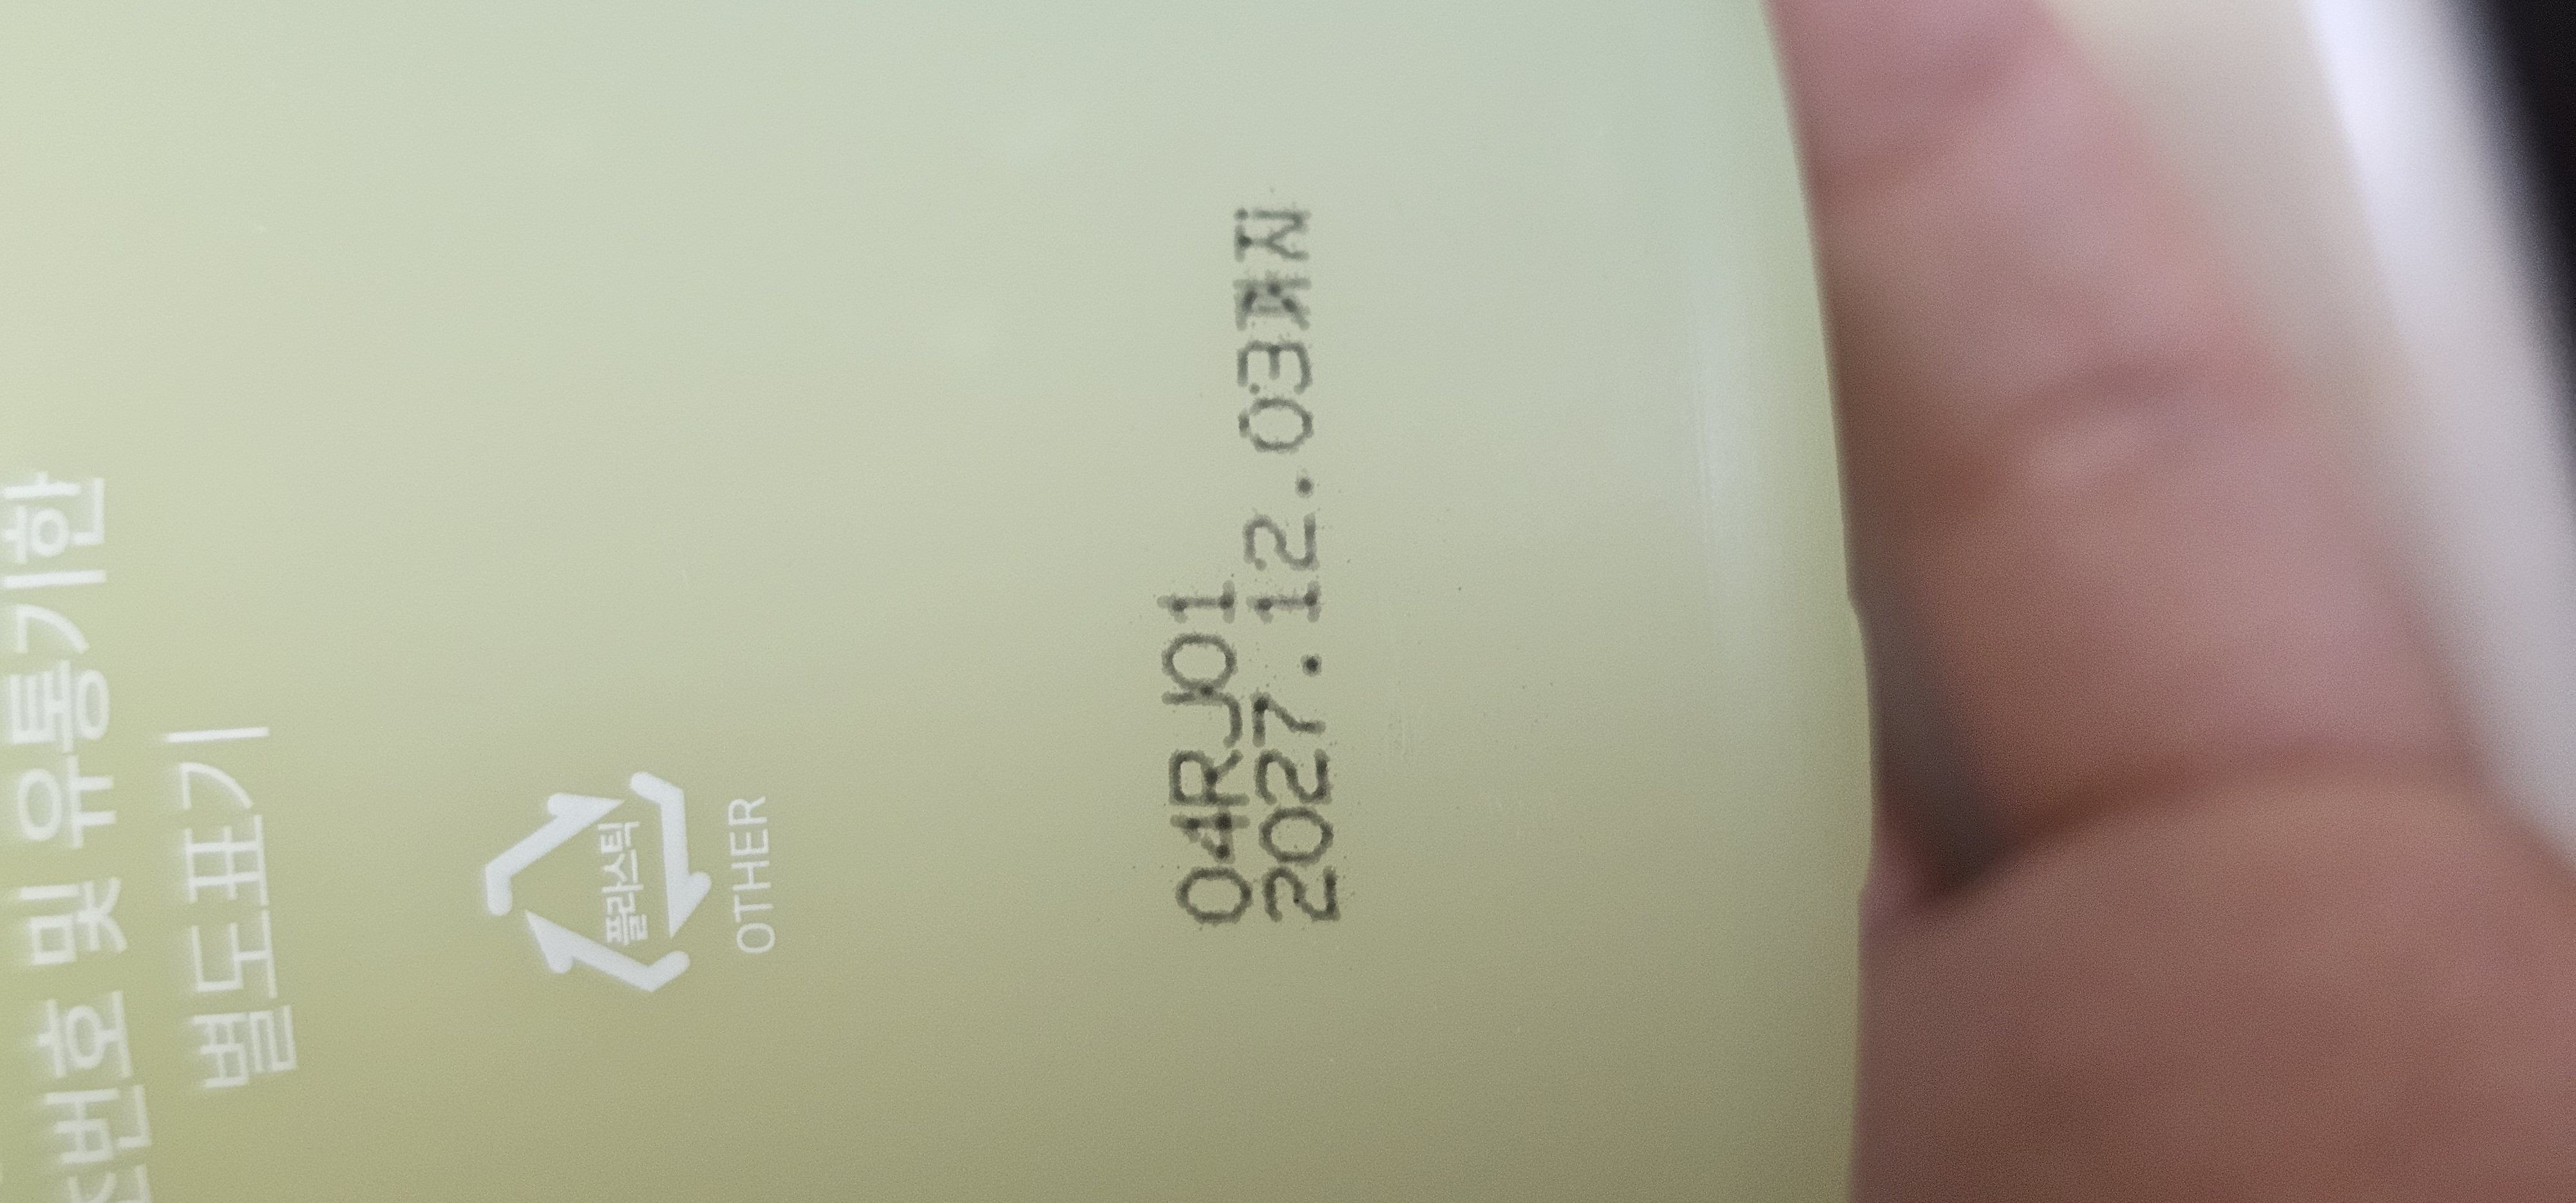 번호 및 유통기한
별도표기
플라스틱
OTHER
04RJ01
2027.12.03까지